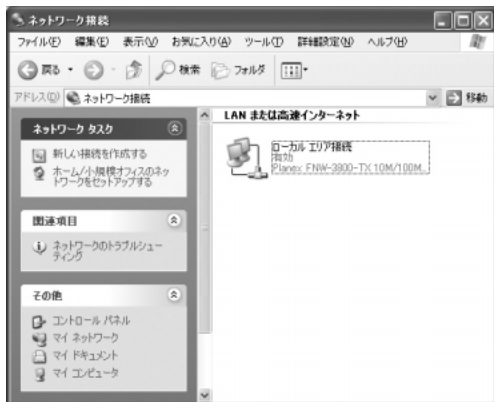 ネットワーク接続
ファイル(F) 編集(E) 表示(V) お気に入り(A) ツール(T) 詳細設定(N) ヘルプ(H)
戻る 検索 フォルダ
アドレス(D) ネットワーク接続 移動
ネットワーク タスク
新しい接続を作成する
ホーム/小規模オフィスのネッ
トワークをセットアップする
関連項目
ネットワークのトラブルシュー
ティング
その他
コントロール パネル
マイ ネットワーク
マイ ドキュメント
マイ コンピュータ
LAN または高速インターネット
ローカル エリア接続
有効
Planex FNW-3800-TX 10M/100M...